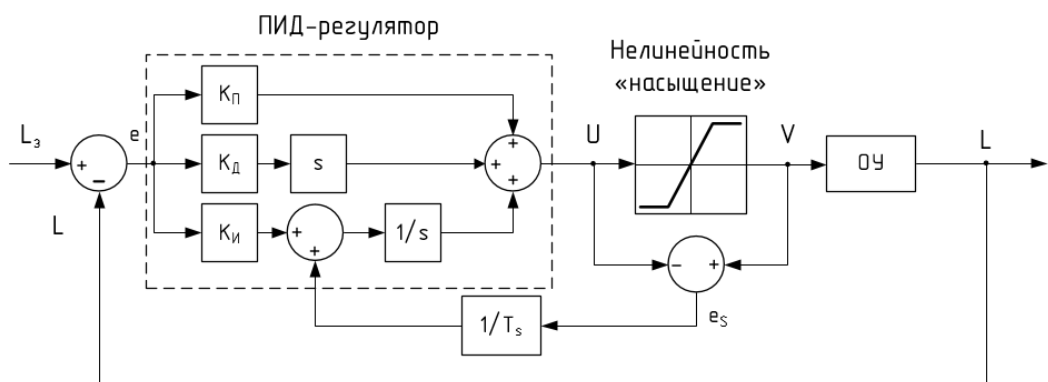 ПИД-регулятор
Нелинейность
«насыщение»
Lз
+
−
e
L
KП
KД
s
KИ
+
+
1/s
+
+
+
U
V
ОУ
L
−
+
eS
1/Ts